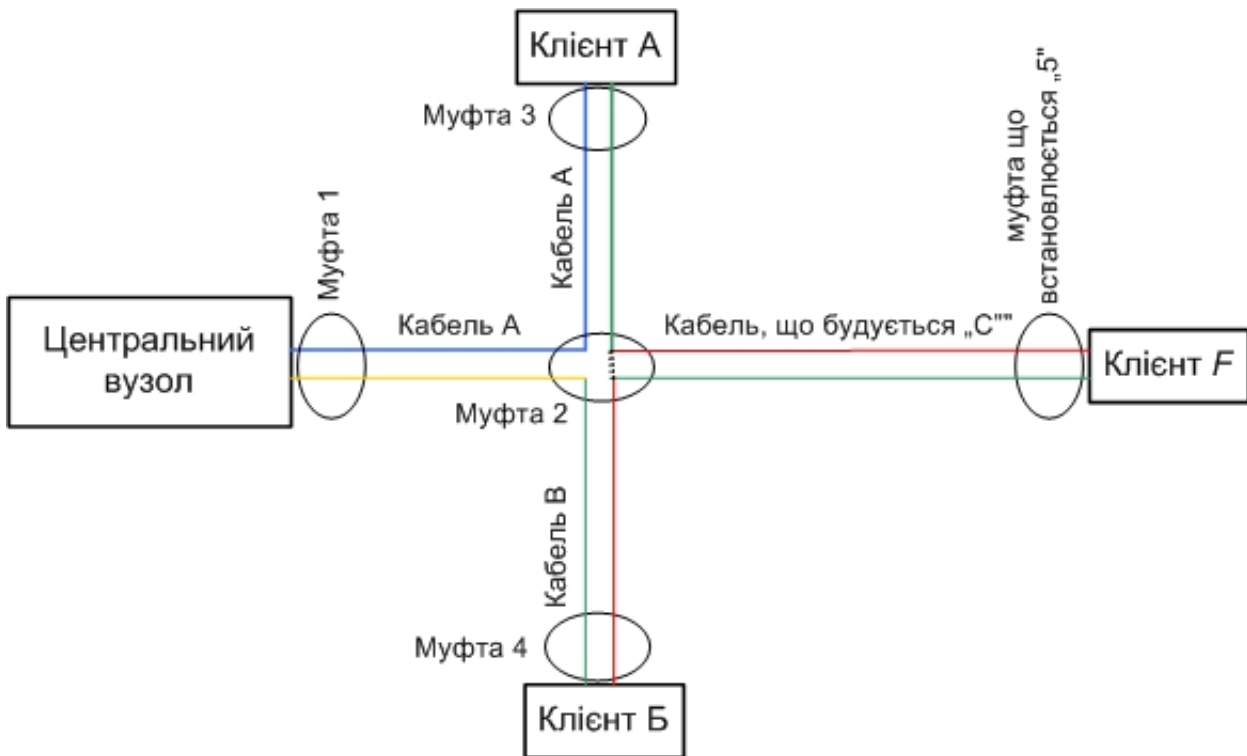 Клієнт А
Муфта 3
Кабель А
муфта що
встановлюється „5"
Муфта 1
Центральний
вузол
Кабель А
Кабель, що будується „С""
Клієнт F
Муфта 2
Кабель В
Муфта 4
Клієнт Б